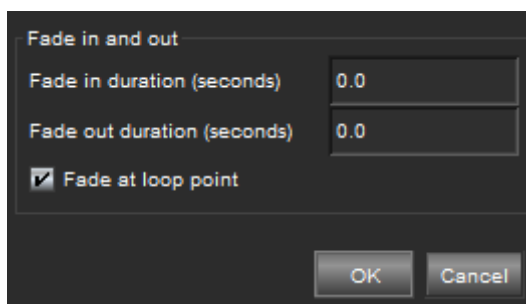 Fade in and out
Fade in duration (seconds) 0.0
Fade out duration (seconds) 0.0
Fade at loop point
OK Cancel